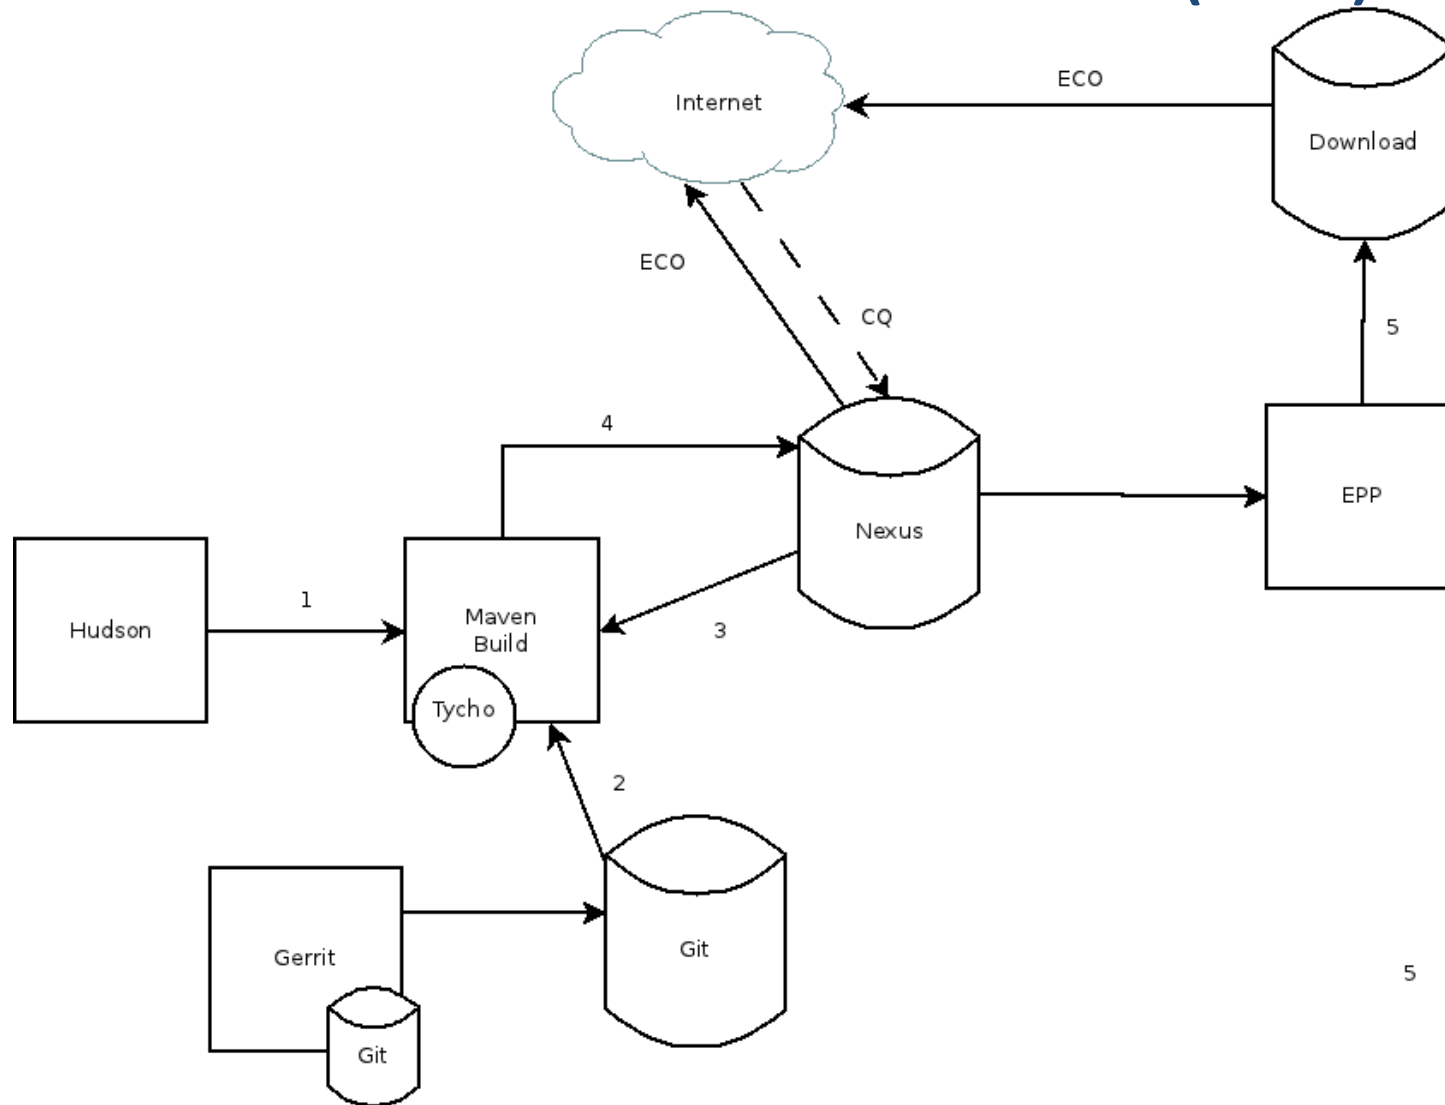 Internet
ECO
Download
ECO
CQ
5
4
Nexus
EPP
Hudson
1
Maven
Build
3
Tycho
2
Gerrit
Git
5
Git